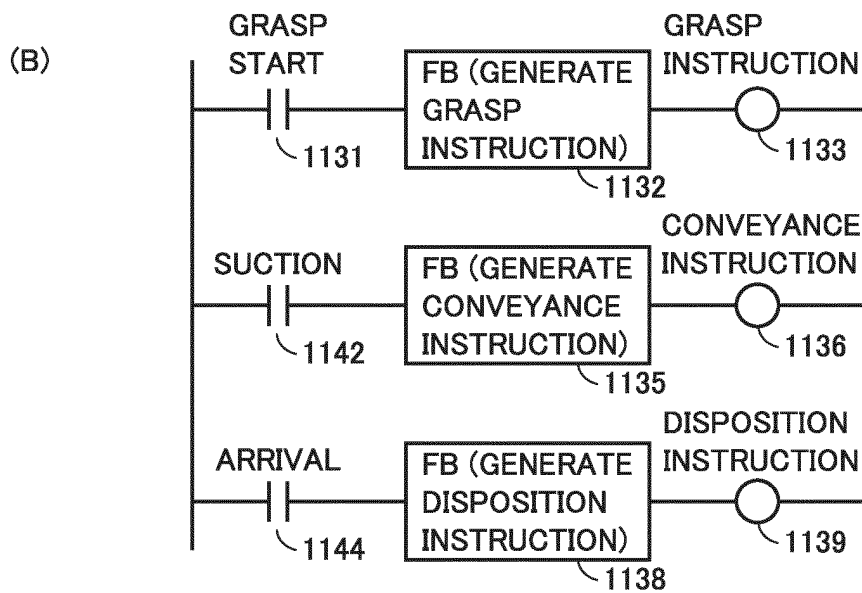 (B)
GRASP
START
FB (GENERATE
GRASP
INSTRUCTION)
GRASP
INSTRUCTION
1131
1132
1133
SUCTION
FB (GENERATE
CONVEYANCE
INSTRUCTION)
CONVEYANCE
INSTRUCTION
1142
1135
1136
ARRIVAL
FB (GENERATE
DISPOSITION
INSTRUCTION)
DISPOSITION
INSTRUCTION
1144
1138
1139